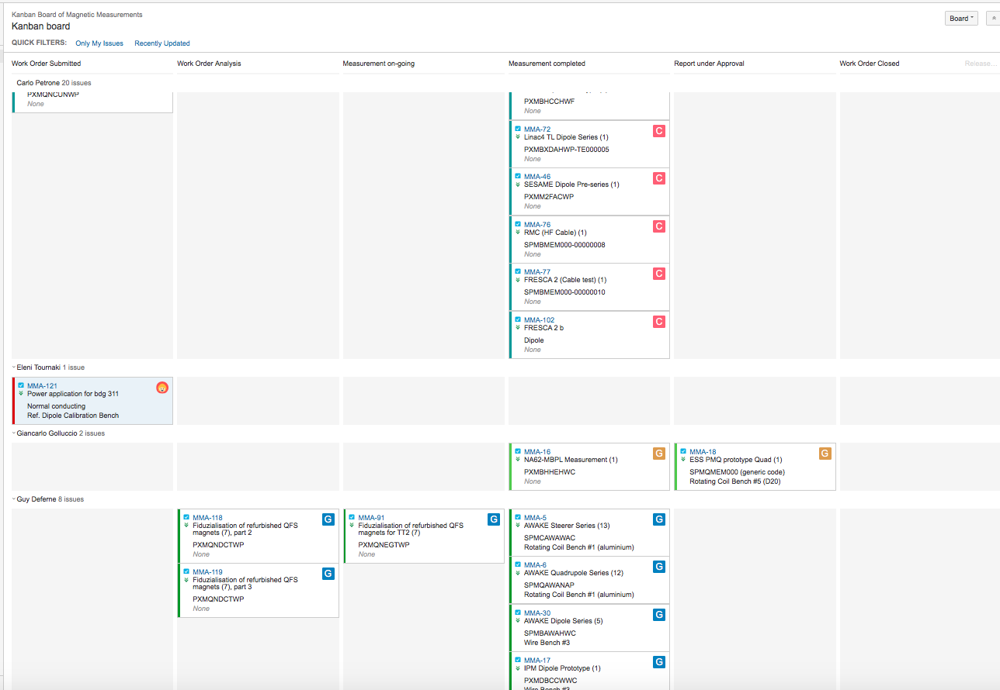 Kanban Board of Magnetic Measurements
Kanban board
Board
QUICK FILTERS: Only My Issues Recently Updated
Work Order Submitted Work Order Analysis Measurement on-going Measurement completed Report under Approval Work Order Closed Release...
Carlo Petrone 20 issues
PXMQNCUNWP
None
PXMBHCCHWF
None
MMA-72
C
Linac4 TL Dipole Series (1)
PXMBXDAHWP-TE000005
None
MMA-46
C
SESAME Dipole Pre-series (1)
PXMM2FACWP
None
MMA-76
C
RMC (HF Cable) (1)
SPMBMEM000-00000008
None
MMA-77
C
FRESCA 2 (Cable test) (1)
SPMBMEM000-00000010
None
MMA-102
C
FRESCA 2 b
Dipole
None
Eleni Tournaki 1 issue
MMA-121
Power application for bdg 311
Normal conducting
Ref. Dipole Calibration Bench
Giancarlo Golluccio 2 issues
MMA-16
G
NA62-MBPL Measurement (1)
PXMBHHEHWC
None
MMA-18
G
ESS PMQ prototype Quad (1)
SPMQMEM000 (generic code)
Rotating Coil Bench #5 (D20)
Guy Deferne 8 issues
MMA-118
G
Fiduzialisation of refurbished QFS
magnets (7), part 2
PXMQNDCTWP
None
MMA-119
G
Fiduzialisation of refurbished QFS
magnets (7), part 3
PXMQNDCTWP
None
MMA-91
G
Fiduzialisation of refurbished QFS
magnets for TT2 (7)
PXMQNEGTWP
None
MMA-5
G
AWAKE Steerer Series (13)
SPMCAWAWAC
Rotating Coil Bench #1 (aluminium)
MMA-6
G
AWAKE Quadrupole Series (12)
SPMQAWANAP
Rotating Coil Bench #1 (aluminium)
MMA-30
G
AWAKE Dipole Series (5)
SPMBAWAHWC
Wire Bench #3
MMA-17
G
IPM Dipole Prototype (1)
PXMDBCCWWC
Wire Bench #3